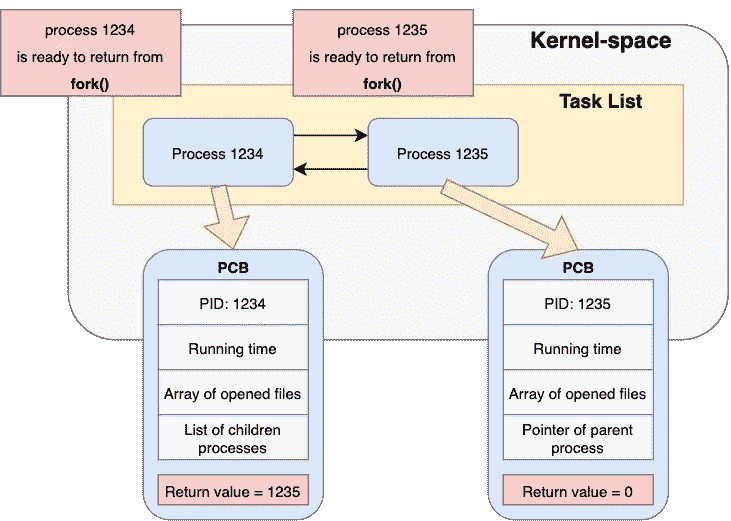 process 1234
is ready to return from
fork()
process 1235
is ready to return from
fork()
Kernel-space
Task List
Process 1234
Process 1235
PCB
PID: 1234
Running time
Array of opened files
List of children
processes
Return value = 1235
PCB
PID: 1235
Running time
Array of opened files
Pointer of parent
process
Return value = 0